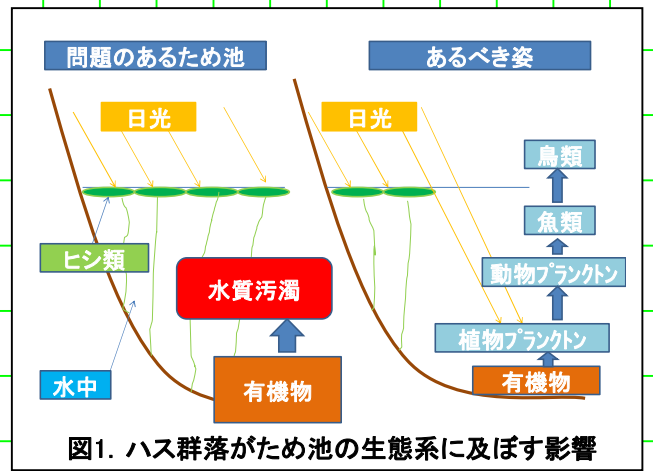 問題のあるため池
あるべき姿
日光
日光
鳥類
魚類
ヒシ類
水質汚濁
動物プランクトン
植物プランクトン
水中
有機物
有機物
図1. ハス群落がため池の生態系に及ぼす影響